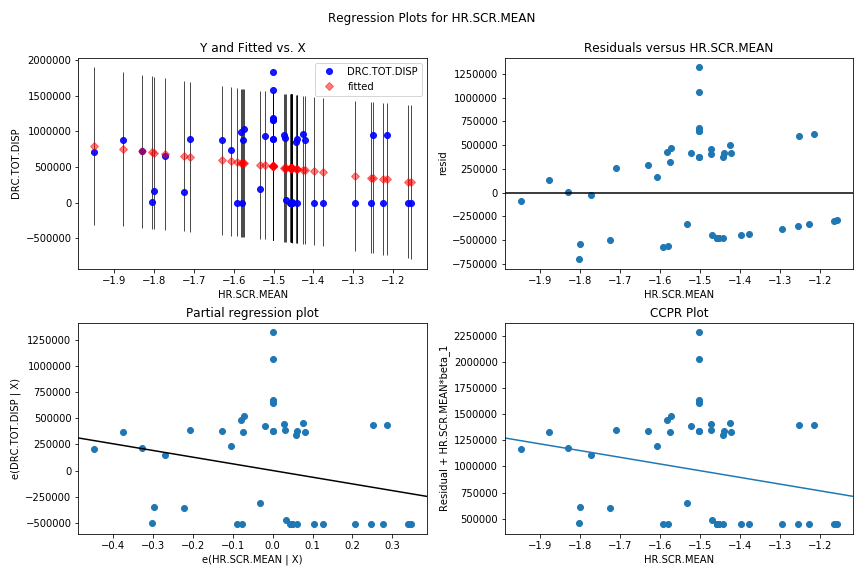 Regression Plots for HR.SCR.MEAN
Y and Fitted vs. X
DRC.TOT.DISP
2000000
1500000
1000000
500000
0
−500000
DRC.TOT.DISP
fitted
−1.9 −1.8 −1.7 −1.6 −1.5 −1.4 −1.3 −1.2
HR.SCR.MEAN
Residuals versus HR.SCR.MEAN
resid
1250000
1000000
750000
500000
250000
0
−250000
−500000
−750000
−1.9 −1.8 −1.7 −1.6 −1.5 −1.4 −1.3 −1.2
HR.SCR.MEAN
Partial regression plot
e(DRC.TOT.DISP | X)
1250000
1000000
750000
500000
250000
0
−250000
−500000
−0.4 −0.3 −0.2 −0.1 0.0 0.1 0.2 0.3
e(HR.SCR.MEAN | X)
CCPR Plot
Residual + HR.SCR.MEAN*beta_1
2250000
2000000
1750000
1500000
1250000
1000000
750000
500000
−1.9 −1.8 −1.7 −1.6 −1.5 −1.4 −1.3 −1.2
HR.SCR.MEAN